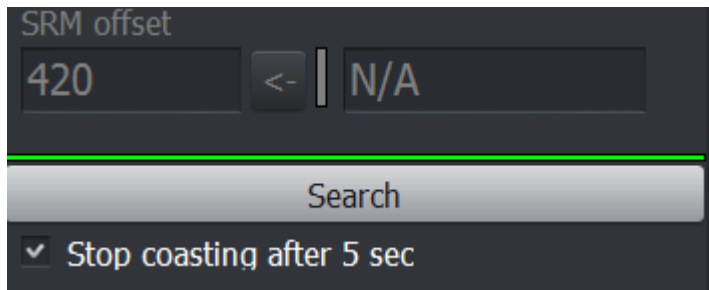 SRM offset
420 <- N/A
Search
Stop coasting after 5 sec